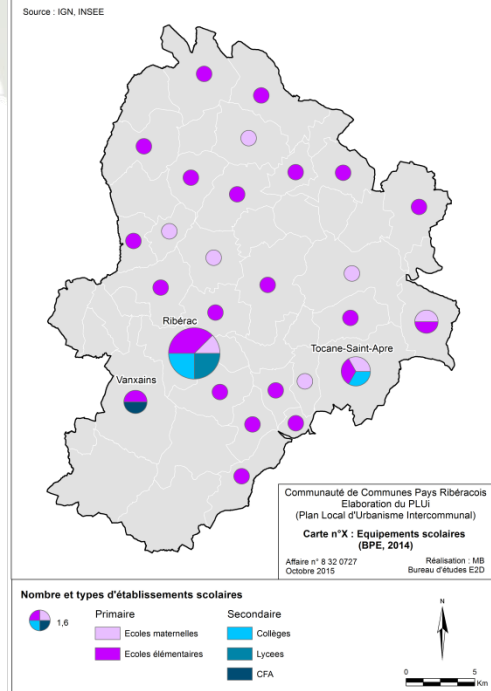 Source : IGN, INSEE
Ribérac
Tocane-Saint-Apre
Vanxains
Communauté de Communes Pays Ribéracois
Elaboration du PLUi
(Plan Local d'Urbanisme Intercommunal)
Carte n°X : Equipements scolaires
(BPE, 2014)
Affaire n° 8 32 0727
Octobre 2015
Réalisation : MB
Bureau d'études E2D
Nombre et types d'établissements scolaires
1,6
Primaire
Ecoles maternelles
Ecoles élémentaires
Secondaire
Collèges
Lycees
CFA
N
0 5
Km